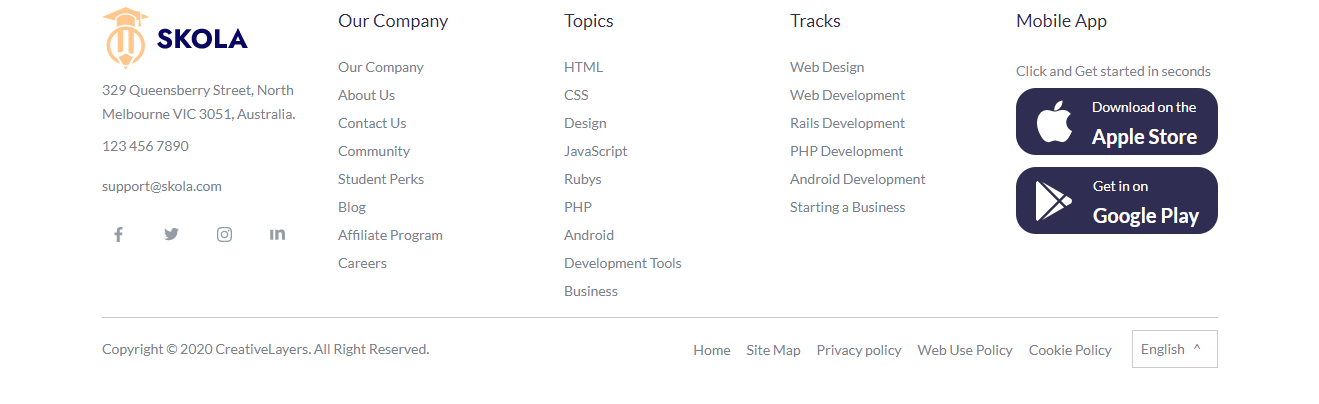 SKOLA
329 Queensberry Street, North
Melbourne VIC 3051, Australia.
123 456 7890
support@skola.com
Our Company
Our Company
About Us
Contact Us
Community
Student Perks
Blog
Affiliate Program
Careers
Topics
HTML
CSS
Design
JavaScript
Rubys
PHP
Android
Development Tools
Business
Tracks
Web Design
Web Development
Rails Development
PHP Development
Android Development
Starting a Business
Mobile App
Click and Get started in seconds
Download on the
Apple Store
Get in on
Google Play
Copyright © 2020 CreativeLayers. All Right Reserved.
Home Site Map Privacy policy Web Use Policy Cookie Policy English ^